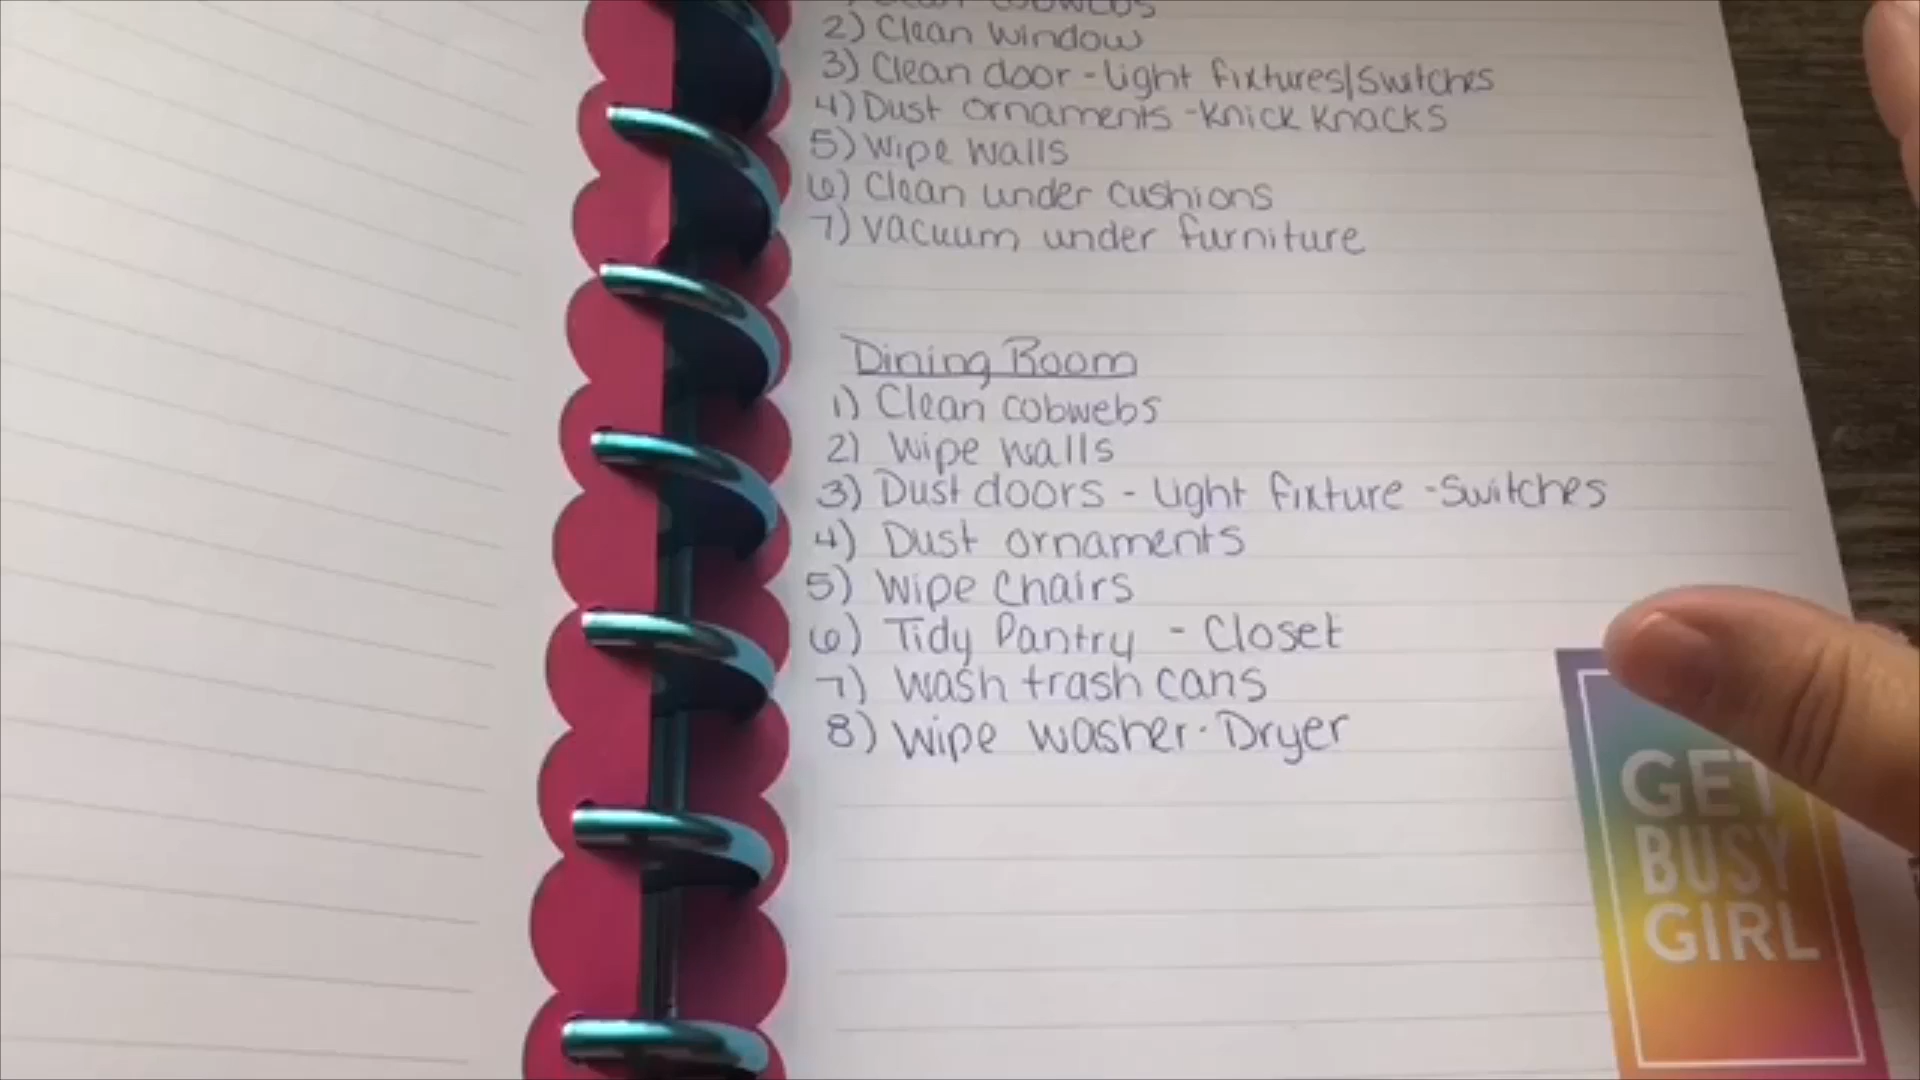 2) Clean window
3) Clean door - Light fixtures/Switches
4) Dust ornaments - Knick Knacks
5) Wipe walls
6) Clean under cushions
7) Vacuum under furniture
Dining Room
1) Clean cobwebs
2) Wipe walls
3) Dust doors - Light fixture - Switches
4) Dust ornaments
5) Wipe Chairs
6) Tidy Pantry - Closet
7) Wash trash cans
8) Wipe washer - Dryer
GET
BUSY
GIRL